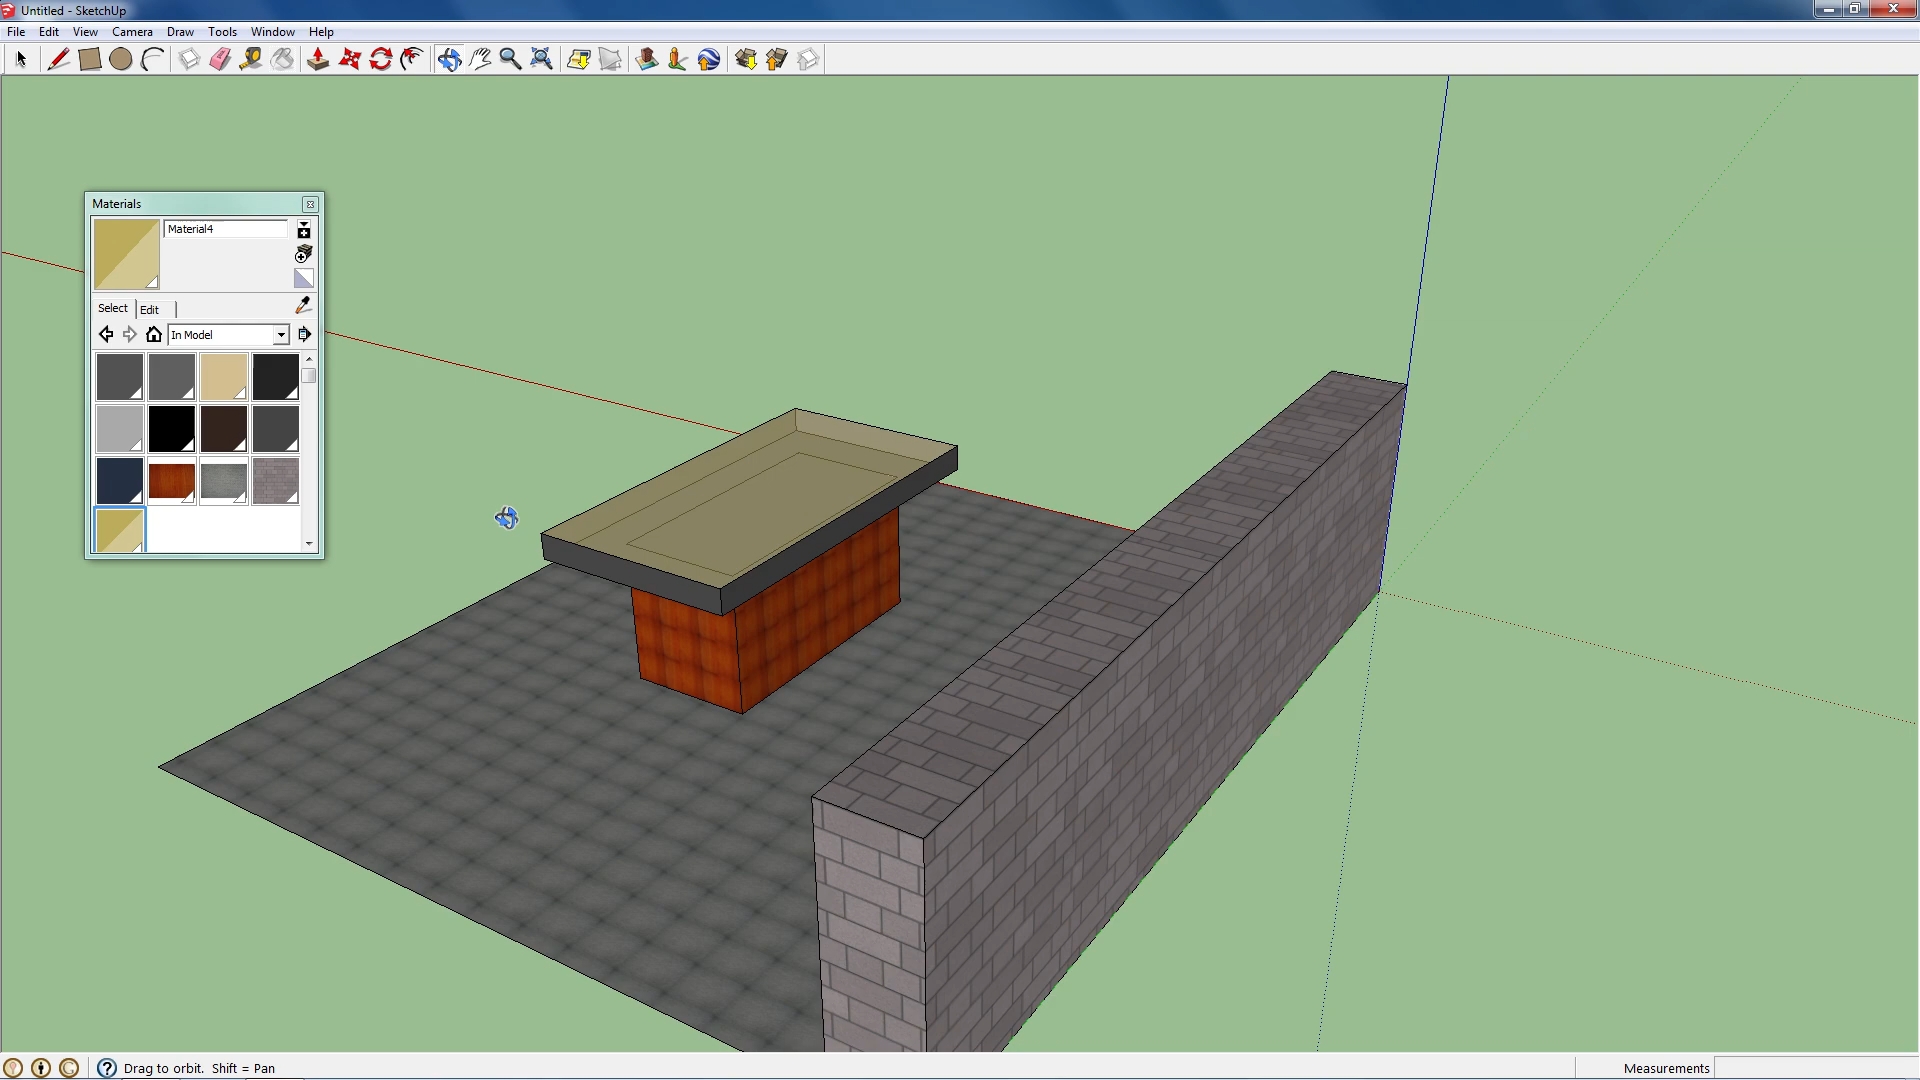 Untitled - SketchUp
File Edit View Camera Draw Tools Window Help
Materials
Material4
Select Edit
In Model
Drag to orbit. Shift = Pan
Measurements